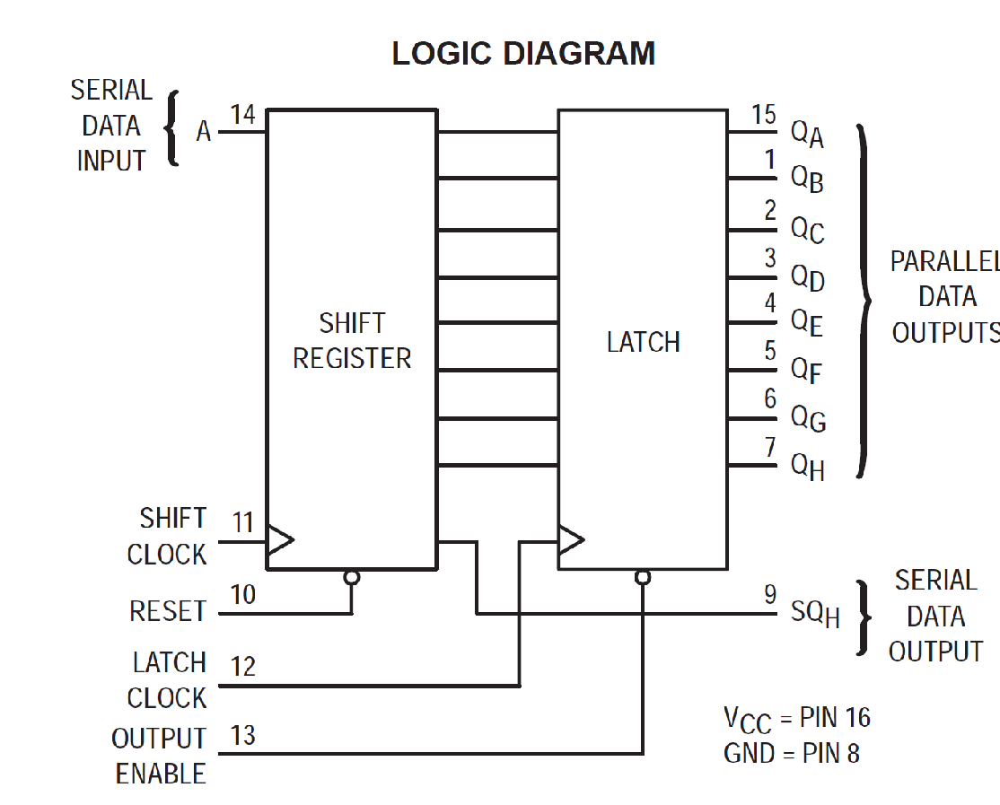 LOGIC DIAGRAM
SERIAL
DATA
INPUT
A
14
SHIFT
REGISTER
LATCH
15
QA
1
QB
2
QC
3
QD
4
QE
5
QF
6
QG
7
QH
PARALLEL
DATA
OUTPUTS
SHIFT
CLOCK
11
RESET
10
LATCH
CLOCK
12
OUTPUT
ENABLE
13
9
SQH
SERIAL
DATA
OUTPUT
VCC = PIN 16
GND = PIN 8